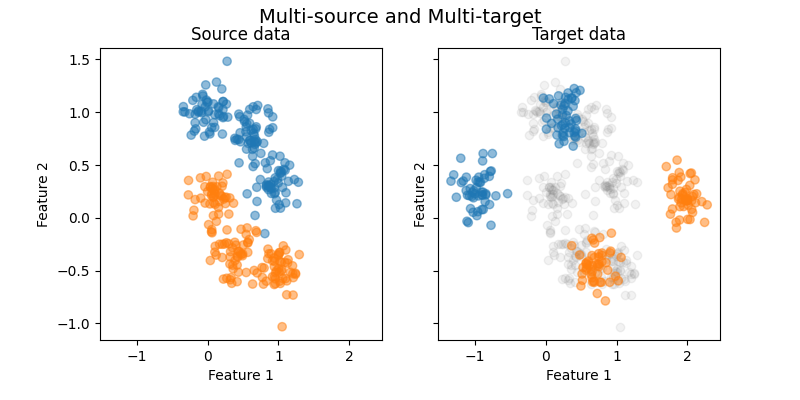 Multi-source and Multi-target
Source data
Target data
1.5
1.0
0.5
0.0
−0.5
−1.0
Feature 2
Feature 2
−1 0 1 2
−1 0 1 2
Feature 1
Feature 1